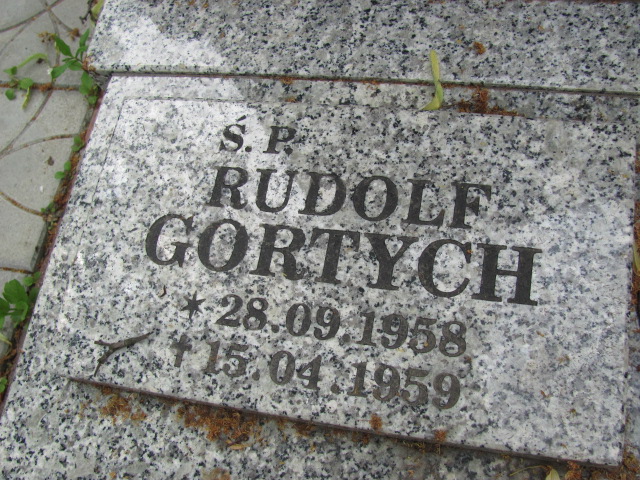 Ś.P.
RUDOLF
GORTYCH
* 28.09.1958
† 15.04.1959